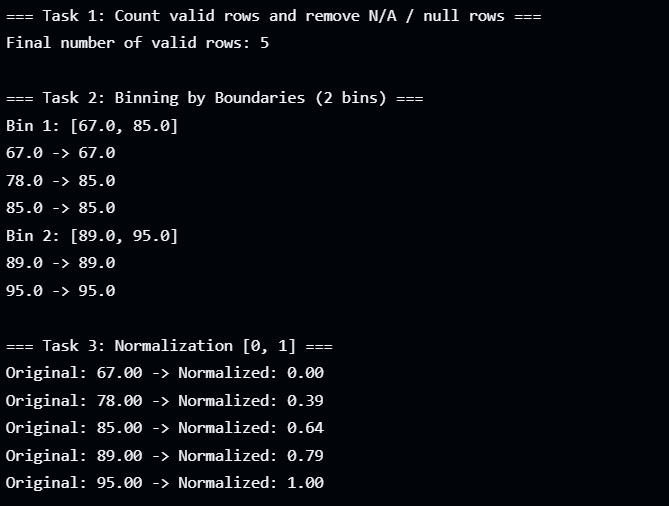 === Task 1: Count valid rows and remove N/A / null rows ===
Final number of valid rows: 5
=== Task 2: Binning by Boundaries (2 bins) ===
Bin 1: [67.0, 85.0]
67.0 -> 67.0
78.0 -> 85.0
85.0 -> 85.0
Bin 2: [89.0, 95.0]
89.0 -> 89.0
95.0 -> 95.0
=== Task 3: Normalization [0, 1] ===
Original: 67.00 -> Normalized: 0.00
Original: 78.00 -> Normalized: 0.39
Original: 85.00 -> Normalized: 0.64
Original: 89.00 -> Normalized: 0.79
Original: 95.00 -> Normalized: 1.00